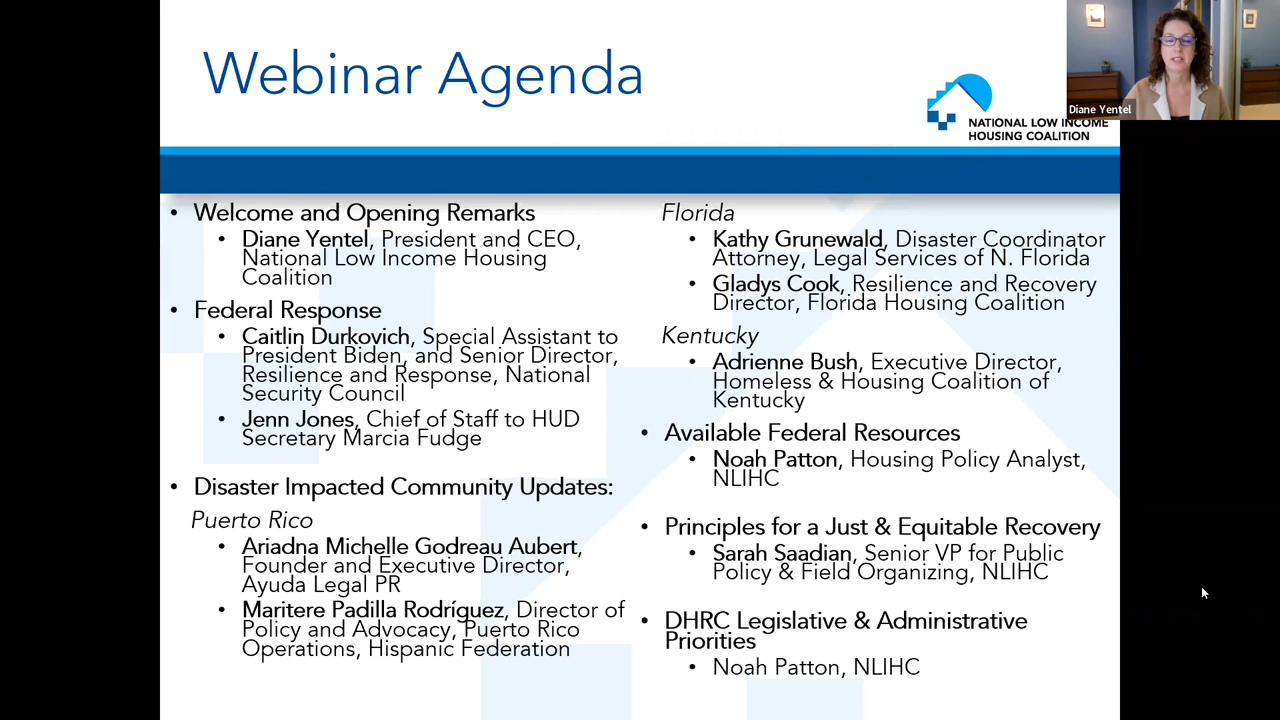 Webinar Agenda
Diane Yentel
NATIONAL LOW INCOME
HOUSING COALITION
• Welcome and Opening Remarks
• Diane Yentel, President and CEO,
National Low Income Housing
Coalition
• Federal Response
• Caitlin Durkovich, Special Assistant to
President Biden, and Senior Director,
Resilience and Response, National
Security Council
• Jenn Jones, Chief of Staff to HUD
Secretary Marcia Fudge
• Disaster Impacted Community Updates:
Puerto Rico
• Ariadna Michelle Godreau Aubert,
Founder and Executive Director,
Ayuda Legal PR
• Maritere Padilla Rodríguez, Director of
Policy and Advocacy, Puerto Rico
Operations, Hispanic Federation
Florida
• Kathy Grunewald, Disaster Coordinator
Attorney, Legal Services of N. Florida
• Gladys Cook, Resilience and Recovery
Director, Florida Housing Coalition
Kentucky
• Adrienne Bush, Executive Director,
Homeless & Housing Coalition of
Kentucky
• Available Federal Resources
• Noah Patton, Housing Policy Analyst,
NLIHC
• Principles for a Just & Equitable Recovery
• Sarah Saadian, Senior VP for Public
Policy & Field Organizing, NLIHC
• DHRC Legislative & Administrative
Priorities
• Noah Patton, NLIHC